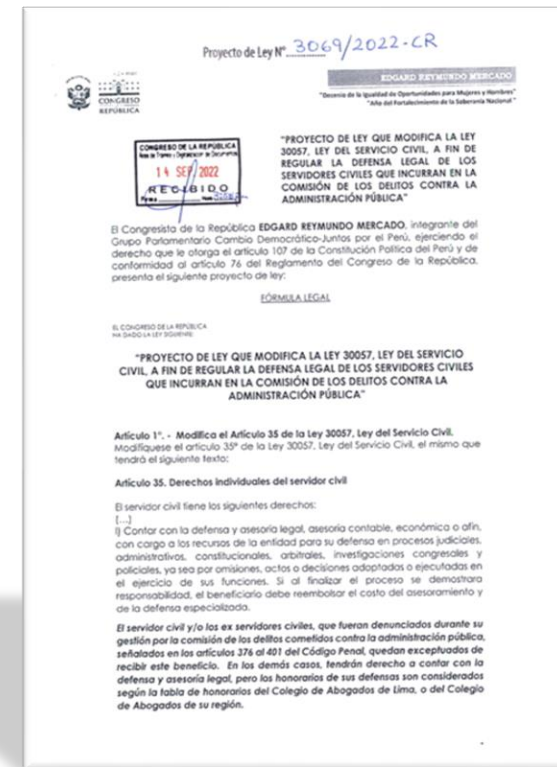 Proyecto de Ley N° 3069/2022-CR
CONGRESO
REPÚBLICA
EDGARD REYMUNDO MERCADO
"Decenio de la Igualdad de Oportunidades para Mujeres y Hombres"
"Año del Fortalecimiento de la Soberanía Nacional"
CONGRESO DE LA REPÚBLICA
Área de Trámite y Digitalización de Documentos
14 SEP 2022
RECIBIDO
Firma Hora
"PROYECTO DE LEY QUE MODIFICA LA LEY
30057, LEY DEL SERVICIO CIVIL, A FIN DE
REGULAR LA DEFENSA LEGAL DE LOS
SERVIDORES CIVILES QUE INCURRAN EN LA
COMISIÓN DE LOS DELITOS CONTRA LA
ADMINISTRACIÓN PÚBLICA"
El Congresista de la República EDGARD REYMUNDO MERCADO, integrante del
Grupo Parlamentario Cambio Democrático-Juntos por el Perú, ejerciendo el
derecho que le otorga el artículo 107 de la Constitución Política del Perú y de
conformidad al artículo 76 del Reglamento del Congreso de la República,
presenta el siguiente proyecto de ley:
FÓRMULA LEGAL
EL CONGRESO DE LA REPÚBLICA
HA DADO LA LEY SIGUIENTE:
"PROYECTO DE LEY QUE MODIFICA LA LEY 30057, LEY DEL SERVICIO
CIVIL, A FIN DE REGULAR LA DEFENSA LEGAL DE LOS SERVIDORES CIVILES
QUE INCURRAN EN LA COMISIÓN DE LOS DELITOS CONTRA LA
ADMINISTRACIÓN PÚBLICA"
Artículo 1°. - Modifica el Artículo 35 de la Ley 30057, Ley del Servicio Civil.
Modifíquese el artículo 35° de la Ley 30057, Ley del Servicio Civil, el mismo que
tendrá el siguiente texto:
Artículo 35. Derechos individuales del servidor civil
El servidor civil tiene los siguientes derechos:
[...]
l) Contar con la defensa y asesoría legal, asesoría contable, económica o afín,
con cargo a los recursos de la entidad para su defensa en procesos judiciales,
administrativos, constitucionales, arbitrales, investigaciones congresales y
policiales, ya sea por omisiones, actos o decisiones adoptadas o ejecutadas en
el ejercicio de sus funciones. Si al finalizar el proceso se demostrara
responsabilidad, el beneficiario debe reembolsar el costo del asesoramiento y
de la defensa especializada.
El servidor civil y/o los ex servidores civiles, que fueran denunciados durante su
gestión por la comisión de los delitos cometidos contra la administración pública,
señalados en los artículos 376 al 401 del Código Penal, quedan exceptuados de
recibir este beneficio. En los demás casos, tendrán derecho a contar con la
defensa y asesoría legal, pero los honorarios de sus defensas son considerados
según la tabla de honorarios del Colegio de Abogados de Lima, o del Colegio
de Abogados de su región.